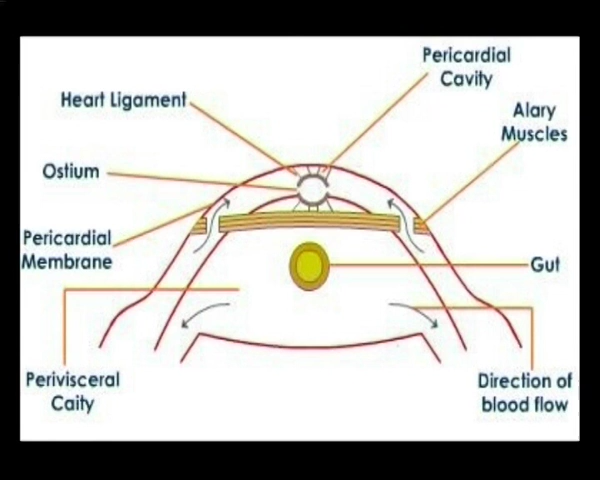 Pericardial
Cavity
Heart Ligament
Alary
Muscles
Ostium
Pericardial
Membrane
Gut
Perivisceral
Caity
Direction of
blood flow